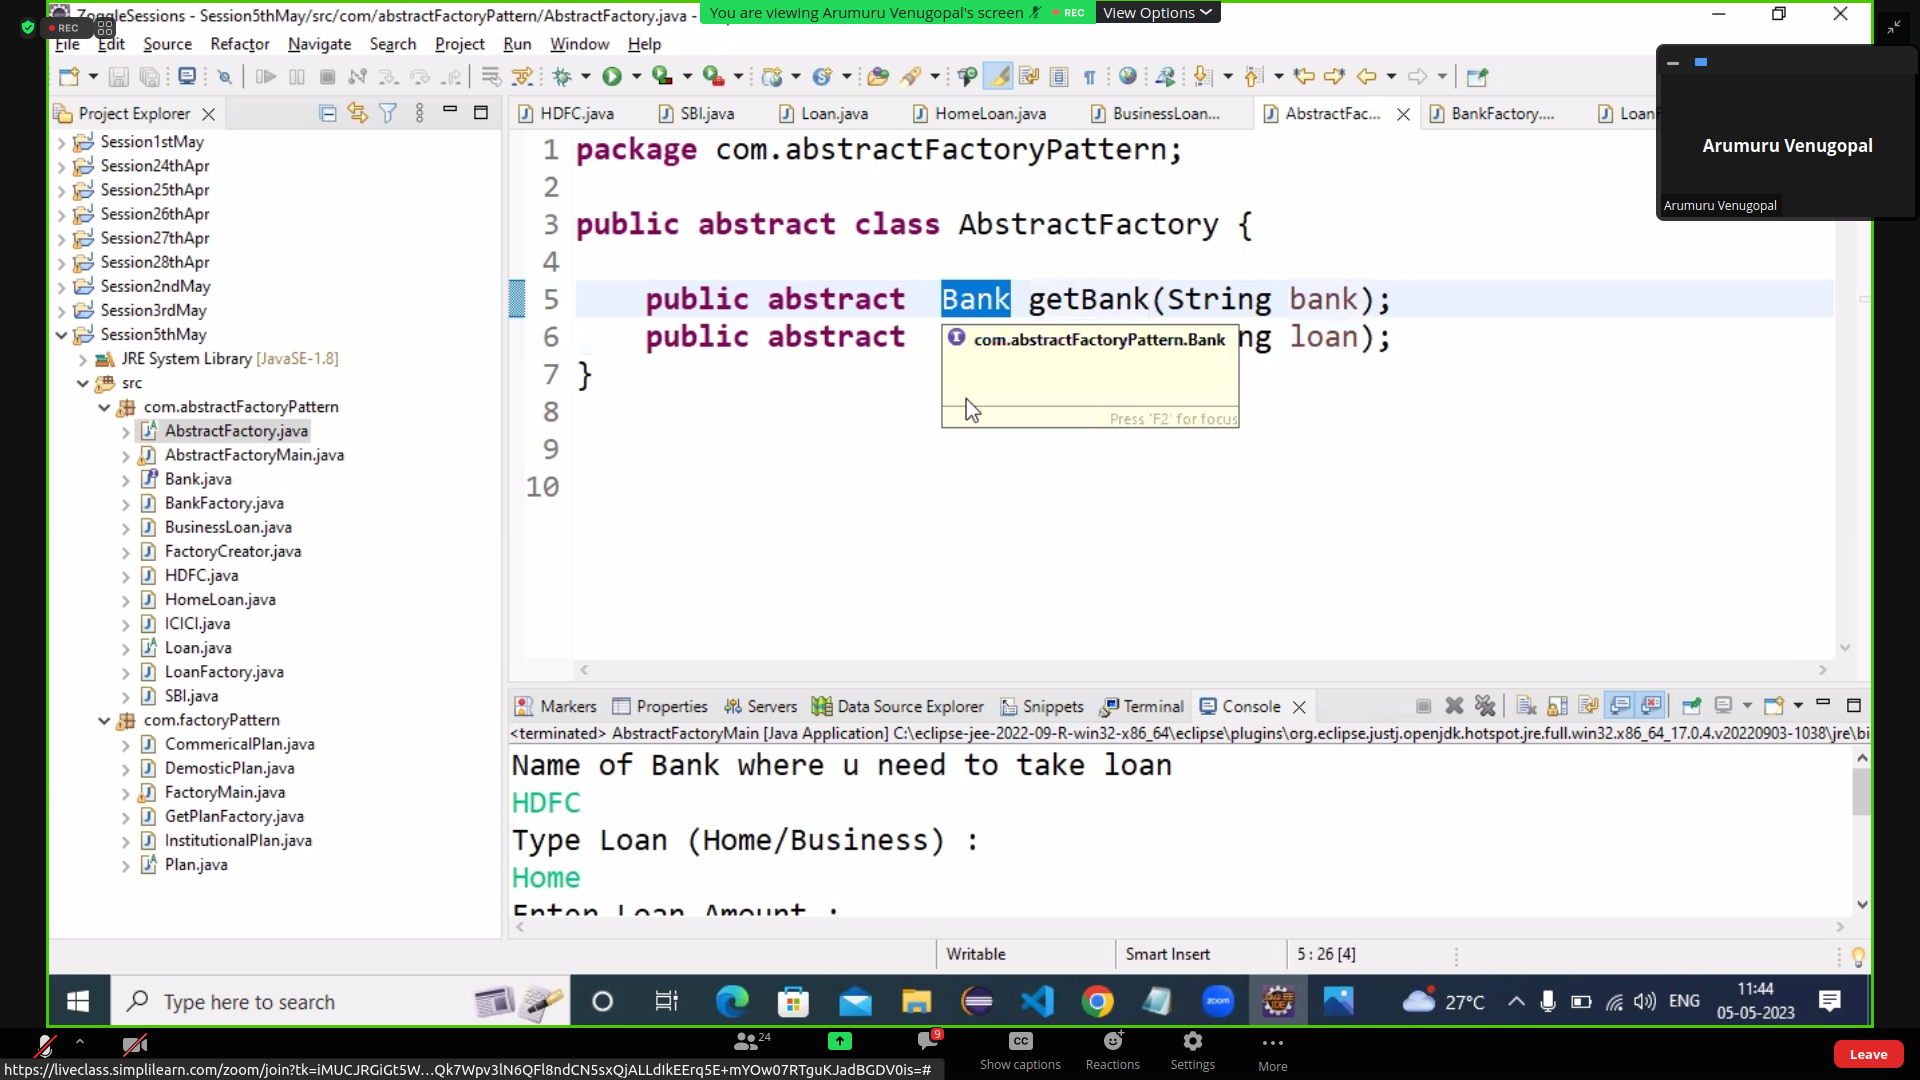 ZoggleSessions - Session5thMay/src/com/abstractFactoryPattern/AbstractFactory.java -
You are viewing Arumuru Venugopal's screen
REC
View Options
REC
File Edit Source Refactor Navigate Search Project Run Window Help
Arumuru Venugopal
Arumuru Venugopal
Project Explorer
Session1stMay
Session24thApr
Session25thApr
Session26thApr
Session27thApr
Session28thApr
Session2ndMay
Session3rdMay
Session5thMay
JRE System Library [JavaSE-1.8]
src
com.abstractFactoryPattern
AbstractFactory.java
AbstractFactoryMain.java
Bank.java
BankFactory.java
BusinessLoan.java
FactoryCreator.java
HDFC.java
HomeLoan.java
ICICI.java
Loan.java
LoanFactory.java
SBI.java
com.factoryPattern
CommericalPlan.java
DemosticPlan.java
FactoryMain.java
GetPlanFactory.java
InstitutionalPlan.java
Plan.java
HDFC.java SBI.java Loan.java HomeLoan.java BusinessLoan... AbstractFac... BankFactory....
1 package com.abstractFactoryPattern;
2
3 public abstract class AbstractFactory {
4
5 public abstract Bank getBank(String bank);
6 public abstract ng loan);
7 }
8
9
10
com.abstractFactoryPattern.Bank
Press 'F2' for focus
Markers Properties Servers Data Source Explorer Snippets Terminal Console
<terminated> AbstractFactoryMain [Java Application] C:\eclipse-jee-2022-09-R-win32-x86_64\eclipse\plugins\org.eclipse.justj.openjdk.hotspot.jre.full.win32.x86_64_17.0.4.v20220903-1038\jre\bi
Name of Bank where u need to take loan
HDFC
Type Loan (Home/Business) :
Home
Enter Loan Amount :
Writable Smart Insert 5 : 26 [4]
Type here to search
zoom
27°C ENG
11:44
05-05-2023
24
9
CC
Show captions Reactions Settings More
Leave
https://liveclass.simplilearn.com/zoom/join?tk=iMUCJRGiGt5W…Qk7Wpv3lN6QFl8ndCN5sxQjALLdIkEErq5E+mYOw07RTguKJadBGDV0is=#